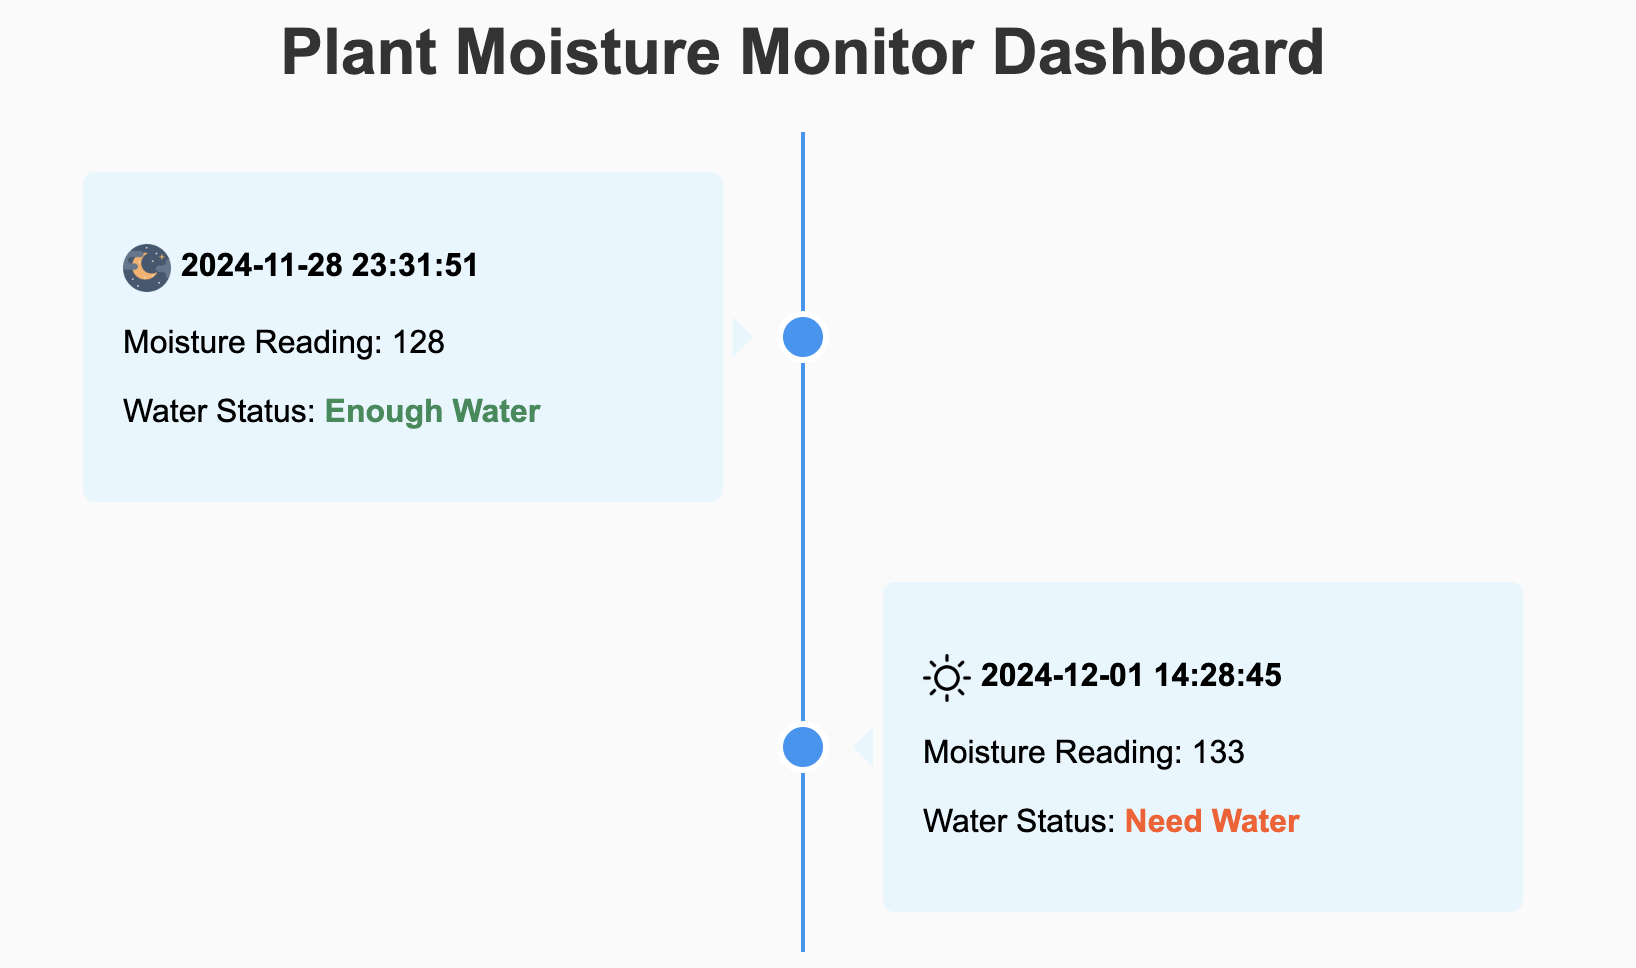 Plant Moisture Monitor Dashboard
2024-11-28 23:31:51
Moisture Reading: 128
Water Status: Enough Water
2024-12-01 14:28:45
Moisture Reading: 133
Water Status: Need Water